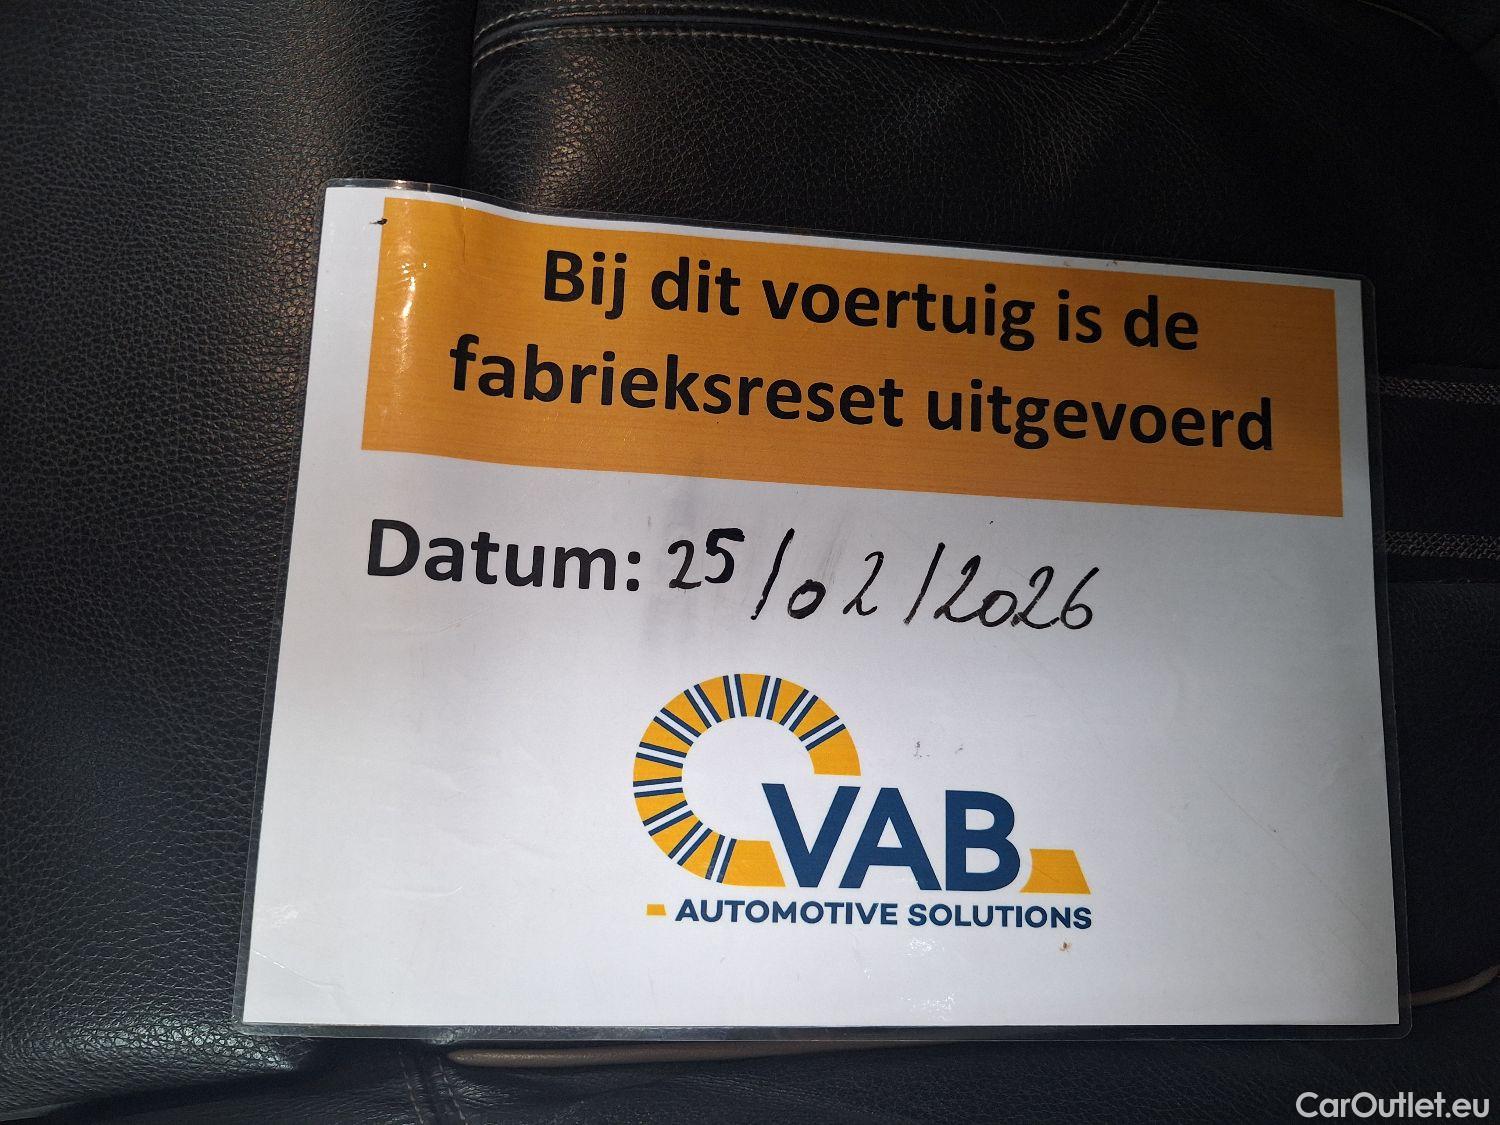 Bij dit voertuig is de
fabrieksreset uitgevoerd
Datum: 25/02/2026
VAB
AUTOMOTIVE SOLUTIONS
CarOutlet.eu